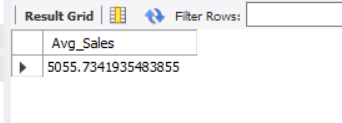 Result Grid Filter Rows:
Avg_Sales
5055.7341935483855